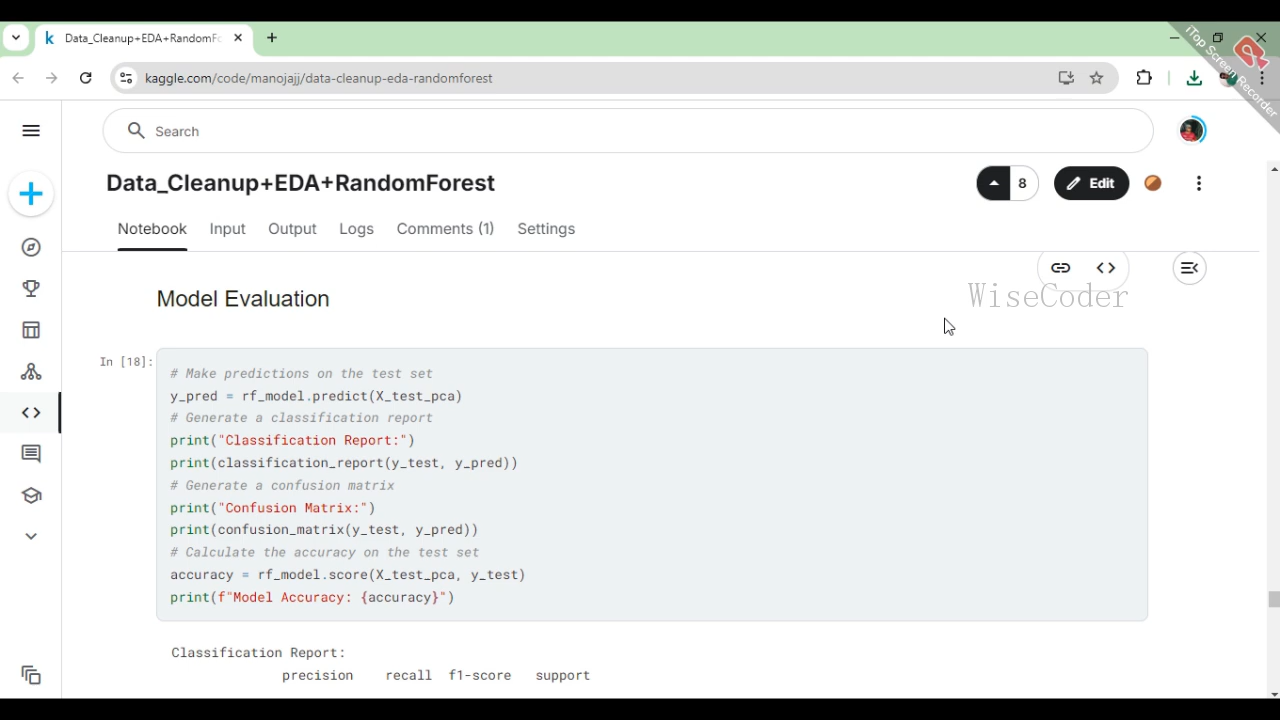 Data_Cleanup+EDA+RandomFo
kaggle.com/code/manojajj/data-cleanup-eda-randomforest
iTop Screen Recorder
Search
Data_Cleanup+EDA+RandomForest
8
Edit
Notebook Input Output Logs Comments (1) Settings
Model Evaluation
WiseCoder
In [18]:
# Make predictions on the test set
y_pred = rf_model.predict(X_test_pca)
# Generate a classification report
print("Classification Report:")
print(classification_report(y_test, y_pred))
# Generate a confusion matrix
print("Confusion Matrix:")
print(confusion_matrix(y_test, y_pred))
# Calculate the accuracy on the test set
accuracy = rf_model.score(X_test_pca, y_test)
print(f"Model Accuracy: {accuracy}")
Classification Report:
precision recall f1-score support